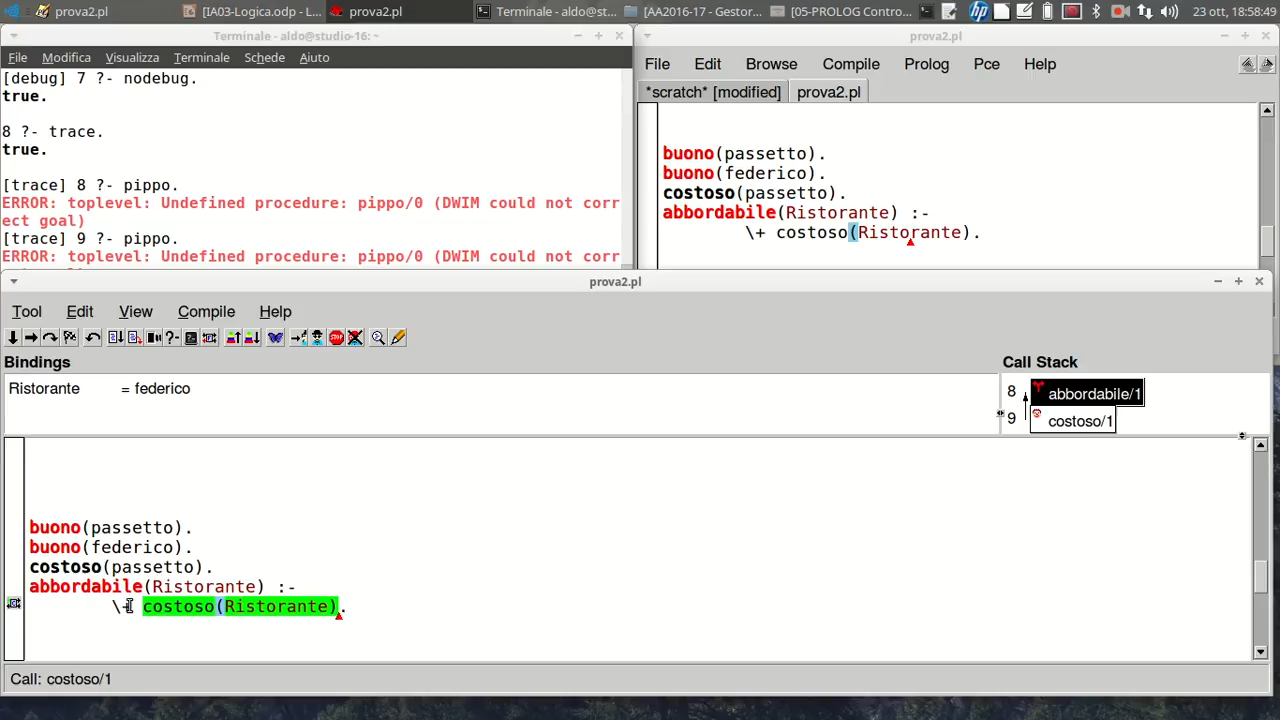 prova2.pl
[IA03-Logica.odp - L...
prova2.pl
Terminale - aldo@st...
[AA2016-17 - Gestor...
[05-PROLOG Contro...
23 ott, 18:58:49
Terminale - aldo@studio-16: ~
File Modifica Visualizza Terminale Schede Aiuto
[debug] 7 ?- nodebug.
true.
8 ?- trace.
true.
[trace] 8 ?- pippo.
ERROR: toplevel: Undefined procedure: pippo/0 (DWIM could not corr
ect goal)
[trace] 9 ?- pippo.
ERROR: toplevel: Undefined procedure: pippo/0 (DWIM could not corr
prova2.pl
File Edit Browse Compile Prolog Pce Help
*scratch* [modified] prova2.pl
buono(passetto).
buono(federico).
costoso(passetto).
abbordabile(Ristorante) :-
\+ costoso(Ristorante).
prova2.pl
Tool Edit View Compile Help
Bindings
Ristorante = federico
Call Stack
8 abbordabile/1
9 costoso/1
buono(passetto).
buono(federico).
costoso(passetto).
abbordabile(Ristorante) :-
\+ costoso(Ristorante).
Call: costoso/1